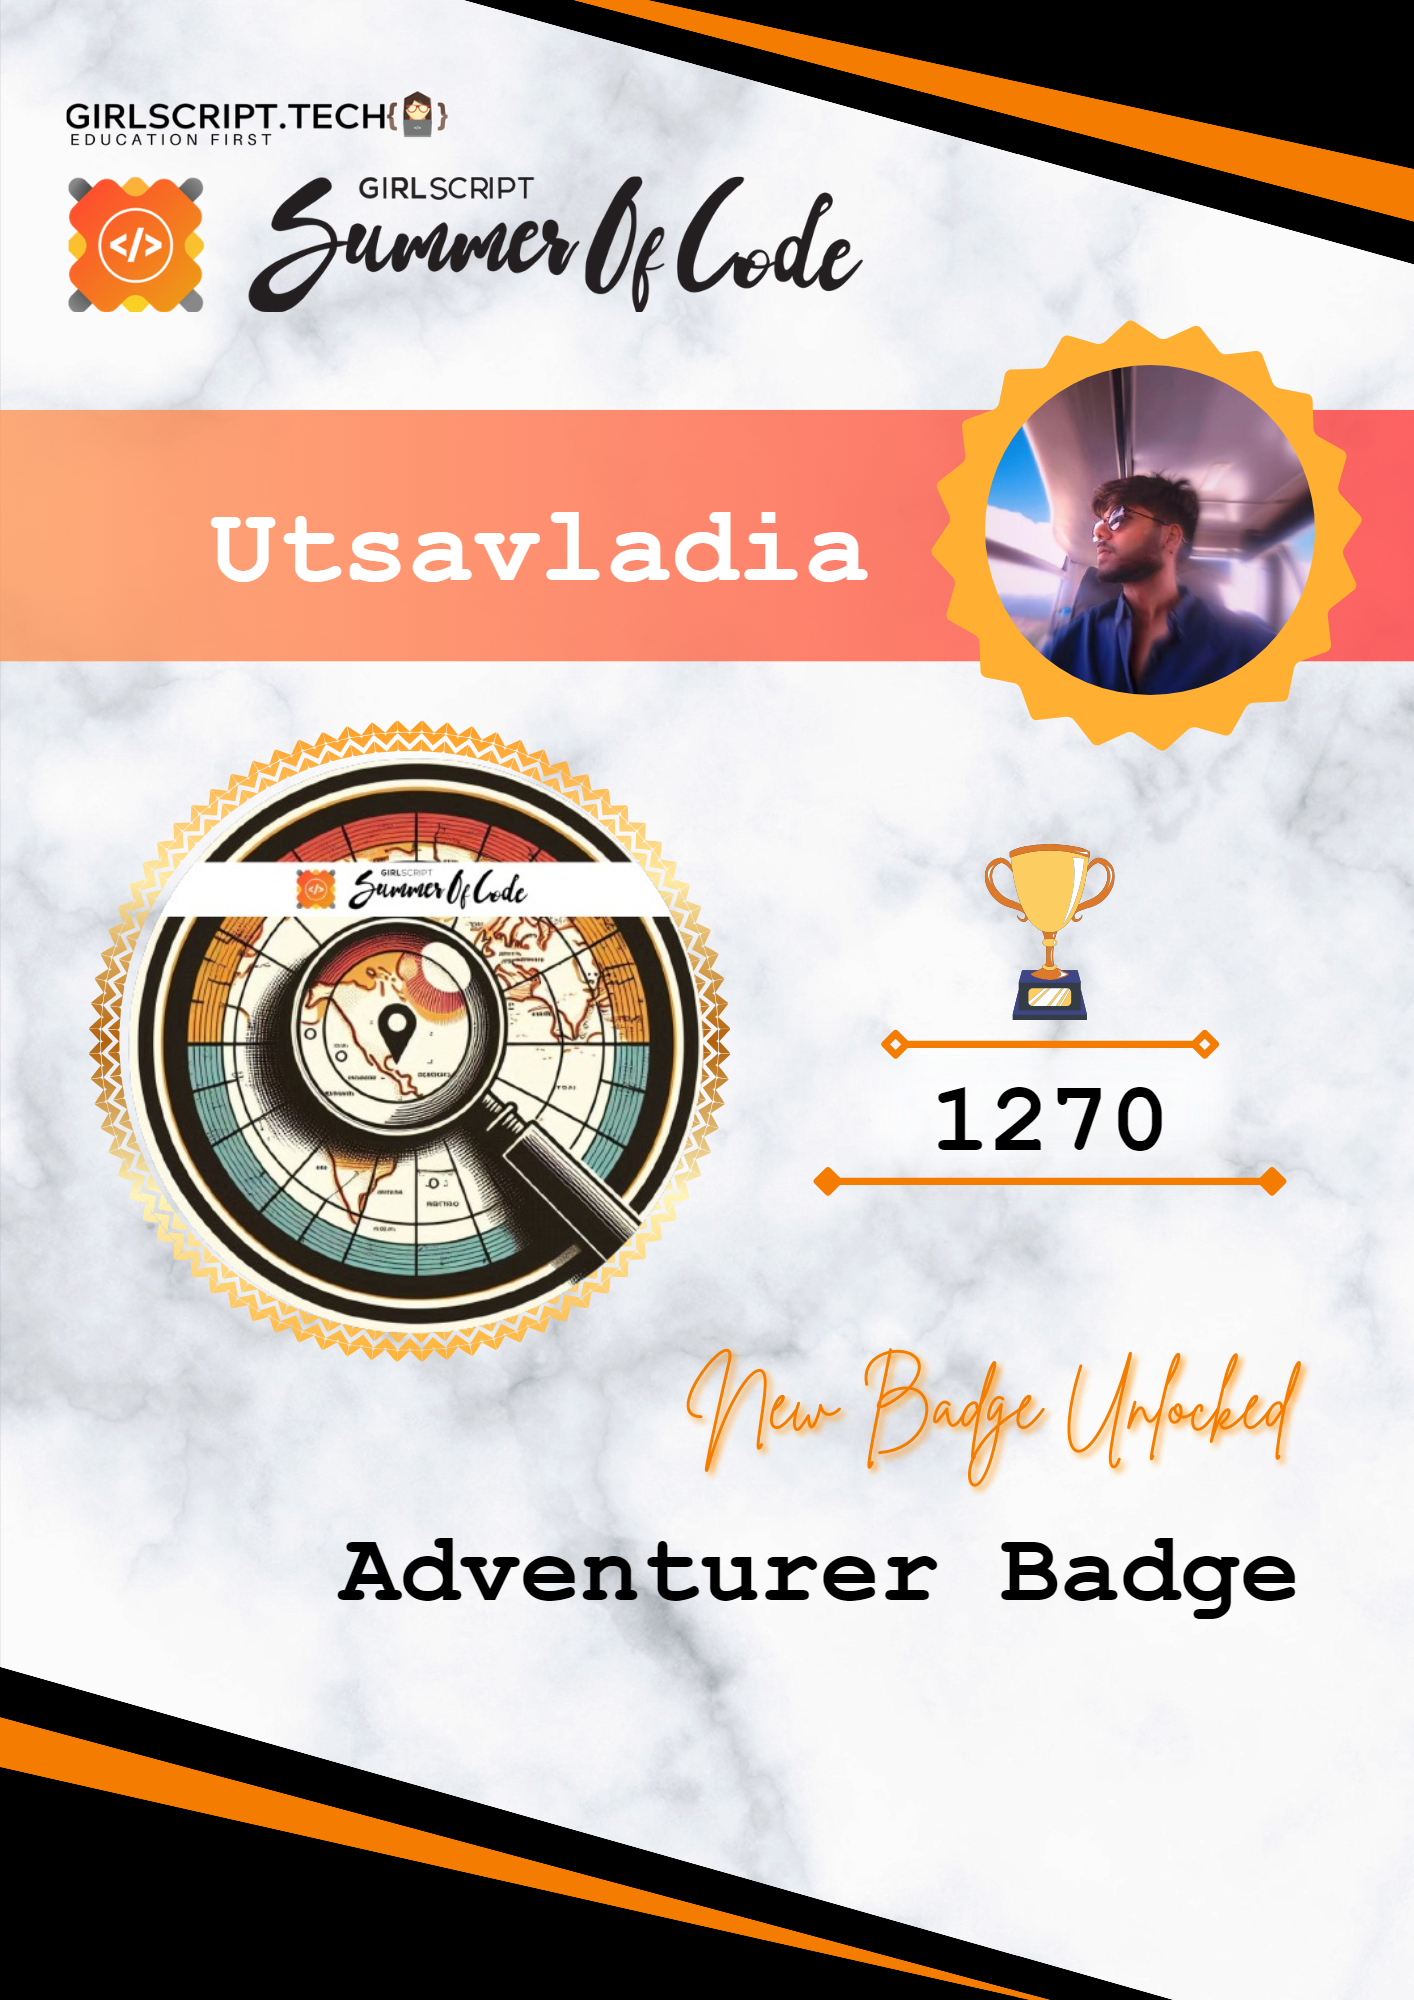 GIRLSCRIPT.TECH{ }
EDUCATION FIRST
GIRLSCRIPT
Summer Of Code
</>
Utsavladia
GIRLSCRIPT
Summer Of Code
</>
1270
New Badge Unlocked
Adventurer Badge